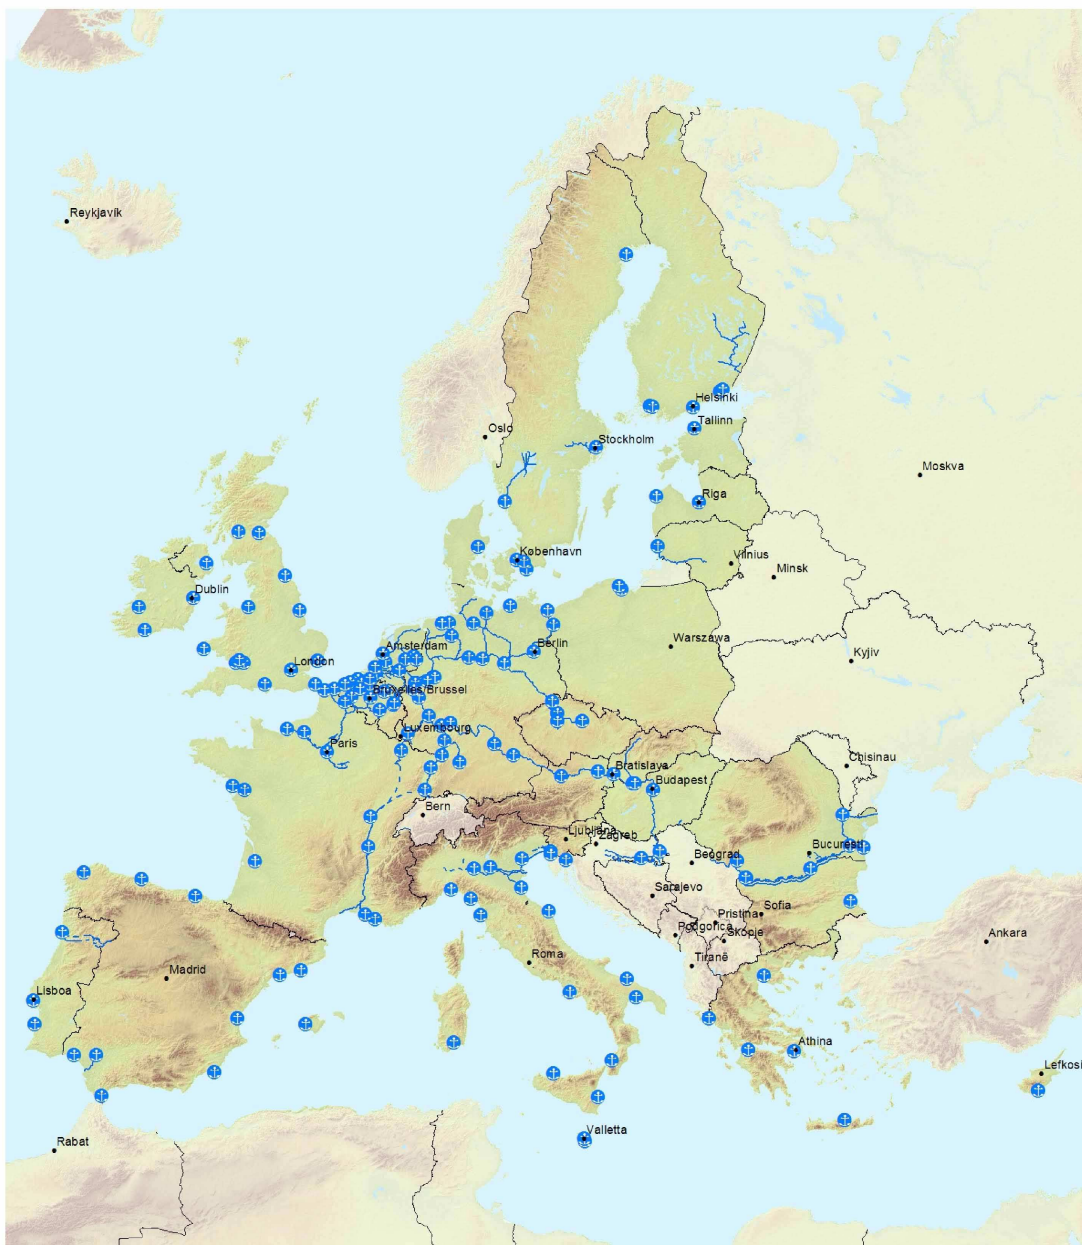 Reykjavík
Helsinki
Tallinn
Oslo
Stockholm
Moskva
Riga
København
Vilnius
Minsk
Dublin
Warszawa
Amsterdam
Berlin
Kyjiv
London
Bruxelles/Brussel
Luxembourg
Paris
Bratislava
Chisinau
Budapest
Bern
Ljubljana
Zagreb
Bucuresti
Beograd
Sarajevo
Sofia
Pristina
Podgorica
Skopje
Ankara
Roma
Tiranë
Madrid
Lisboa
Athina
Lefkosi
Valletta
Rabat